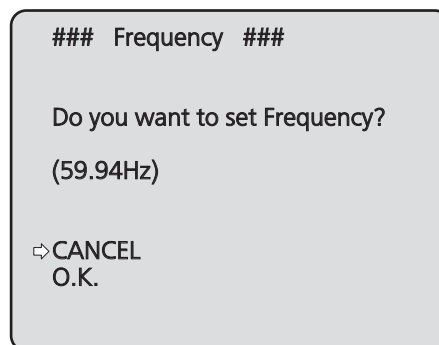 ### Frequency ###
Do you want to set Frequency?
(59.94Hz)
⇨CANCEL
O.K.